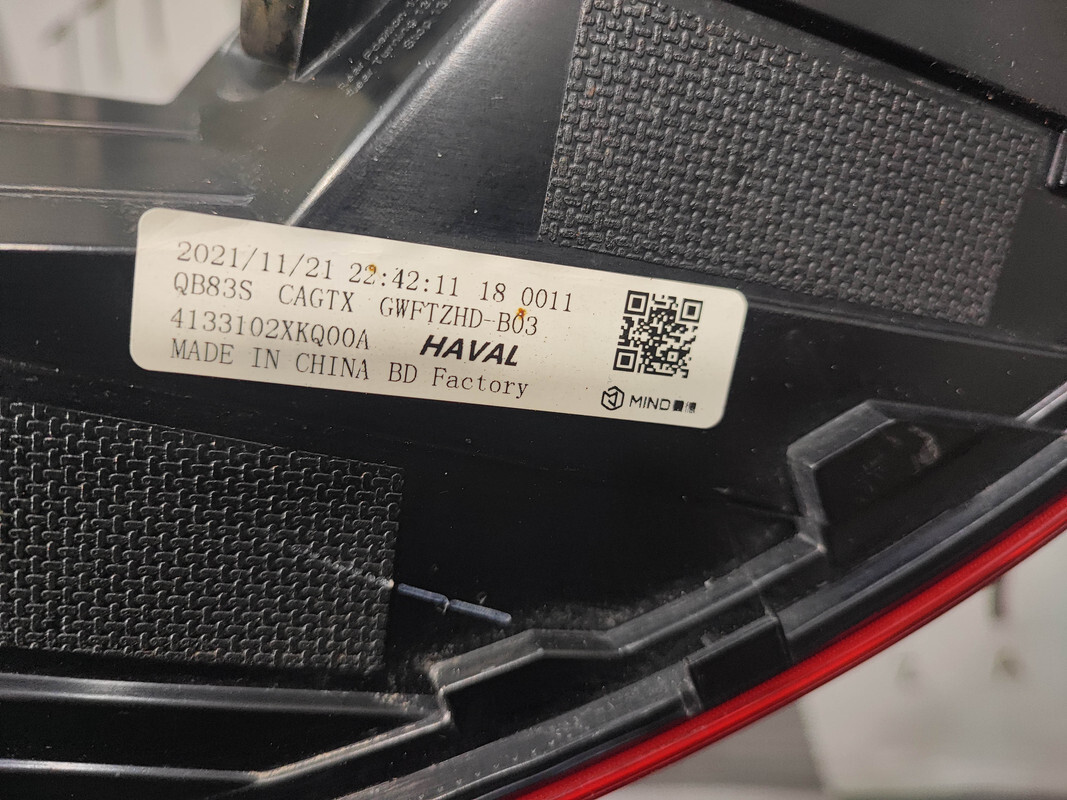 2021/11/21 22:42:11 18 0011
QB83S CAGTX GWFTZHD-B03
4133102XKQ00A HAVAL
MADE IN CHINA BD Factory
MIND